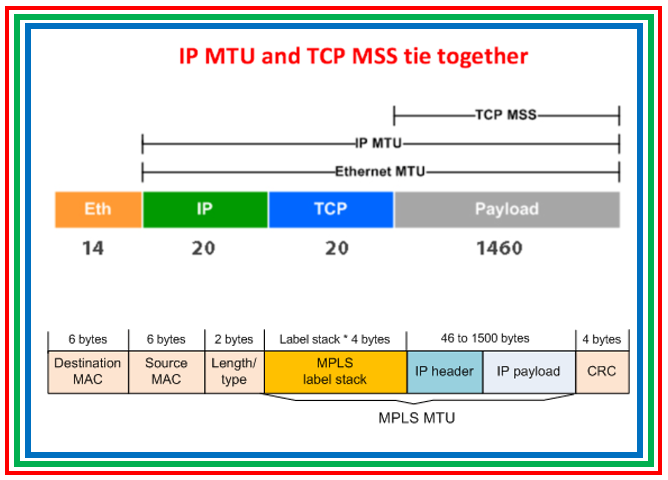 IP MTU and TCP MSS tie together
TCP MSS
IP MTU
Ethernet MTU
Eth IP TCP Payload
14 20 20 1460
6 bytes 6 bytes 2 bytes Label stack * 4 bytes 46 to 1500 bytes 4 bytes
Destination MAC Source MAC Length/ type MPLS label stack IP header IP payload CRC
MPLS MTU